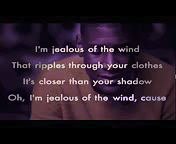 I'm jealous of the wind
That ripples through your clothes
It's closer than your shadow
Oh, I'm jealous of the wind, cause